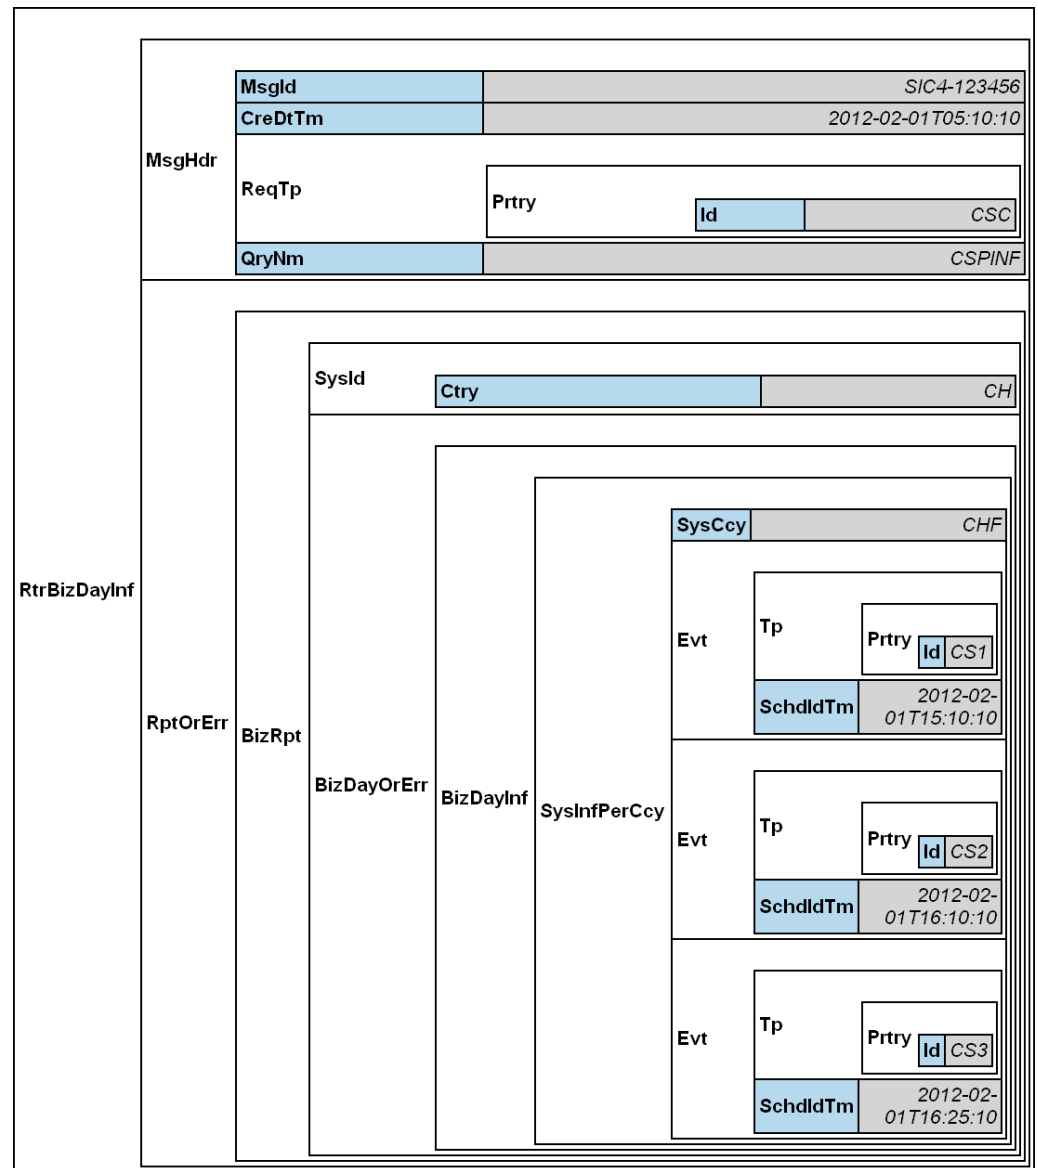 MsgId SIC4-123456
CreDtTm 2012-02-01T05:10:10
MsgHdr
ReqTp
Prtry
Id CSC
QryNm CSPINF
SysId
Ctry CH
SysCcy CHF
RtrBizDayInf
Evt
Tp
Prtry
Id CS1
SchdldTm 2012-02-
01T15:10:10
RptOrErr
BizRpt
BizDayOrErr
BizDayInf
SysInfPerCcy
Evt
Tp
Prtry
Id CS2
SchdldTm 2012-02-
01T16:10:10
Evt
Tp
Prtry
Id CS3
SchdldTm 2012-02-
01T16:25:10